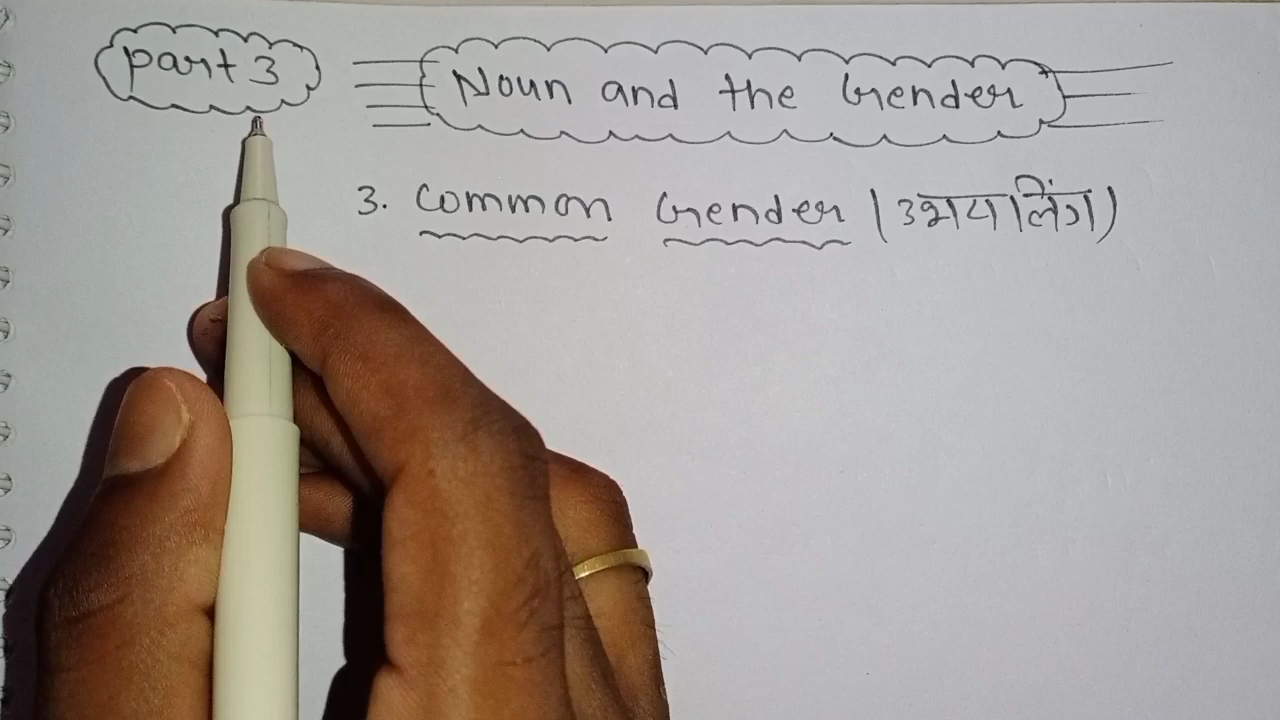 Part 3
Noun and the Gender
3. Common Gender (उभयलिंग)